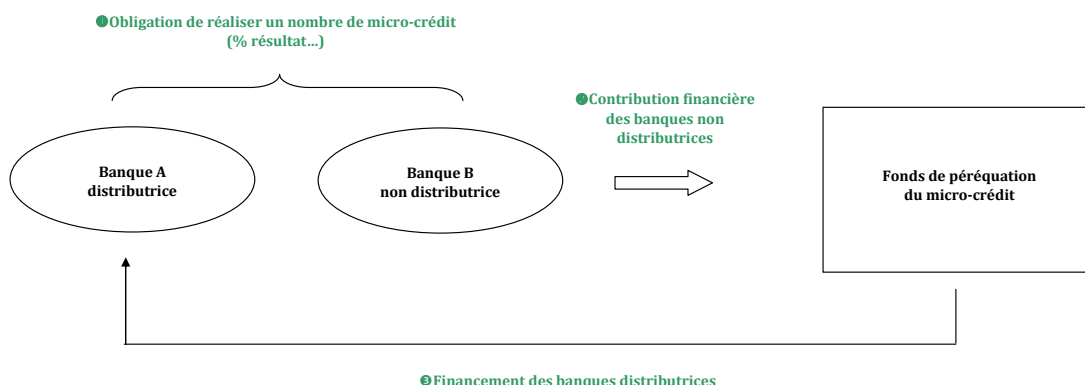 ❶Obligation de réaliser un nombre de micro-crédit
(% résultat…)
❷Contribution financière
des banques non
distributrices
Banque A
distributrice
Banque B
non distributrice
Fonds de péréquation
du micro-crédit
❸Financement des banques distributrices